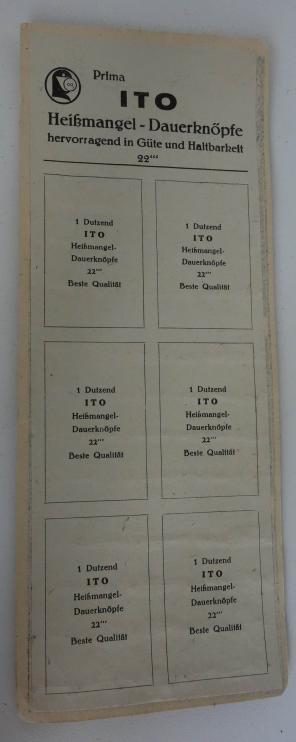 Prima
ITO
Heißmangel - Dauerknöpfe
hervorragend in Güte und Haltbarkeit
22'''
1 Dutzend
ITO
Heißmangel-
Dauerknöpfe
22'''
Beste Qualität
1 Dutzend
ITO
Heißmangel-
Dauerknöpfe
22'''
Beste Qualität
1 Dutzend
ITO
Heißmangel-
Dauerknöpfe
22'''
Beste Qualität
1 Dutzend
ITO
Heißmangel-
Dauerknöpfe
22'''
Beste Qualität
1 Dutzend
ITO
Heißmangel-
Dauerknöpfe
22'''
Beste Qualität
1 Dutzend
ITO
Heißmangel-
Dauerknöpfe
22'''
Beste Qualität